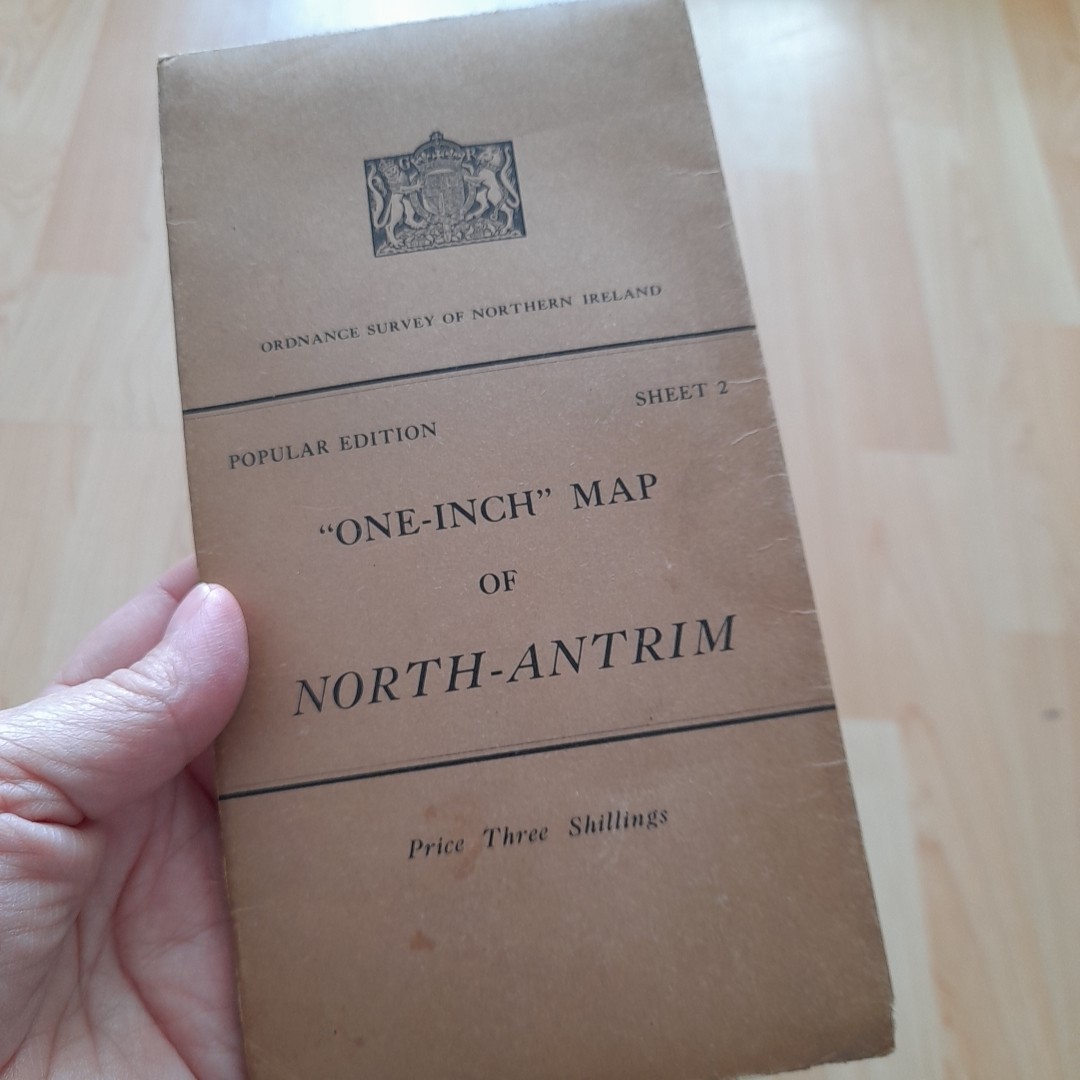 G R
ORDNANCE SURVEY OF NORTHERN IRELAND
POPULAR EDITION SHEET 2
“ONE-INCH” MAP
OF
NORTH-ANTRIM
Price Three Shillings